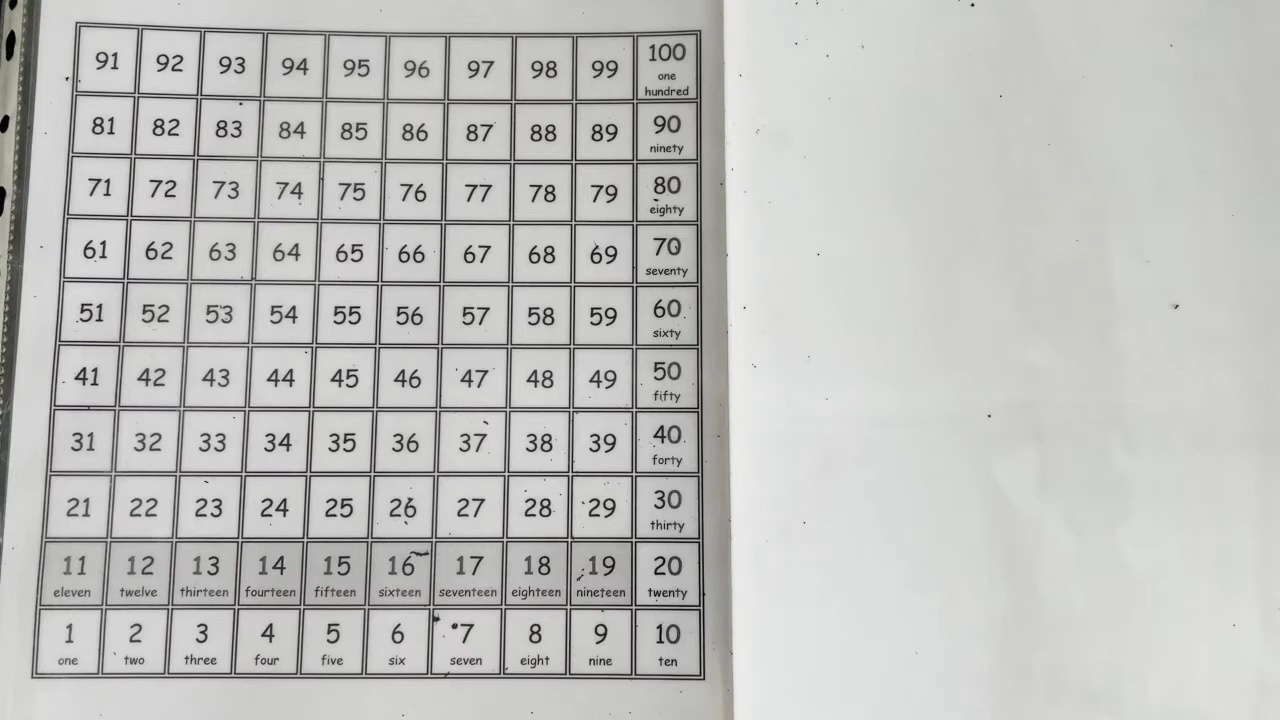 91 92 93 94 95 96 97 98 99 100
one
hundred
81 82 83 84 85 86 87 88 89 90
ninety
71 72 73 74 75 76 77 78 79 80
eighty
61 62 63 64 65 66 67 68 69 70
seventy
51 52 53 54 55 56 57 58 59 60
sixty
41 42 43 44 45 46 47 48 49 50
fifty
31 32 33 34 35 36 37 38 39 40
forty
21 22 23 24 25 26 27 28 29 30
thirty
11 12 13 14 15 16 17 18 19 20
eleven twelve thirteen fourteen fifteen sixteen seventeen eighteen nineteen twenty
1 2 3 4 5 6 7 8 9 10
one two three four five six seven eight nine ten